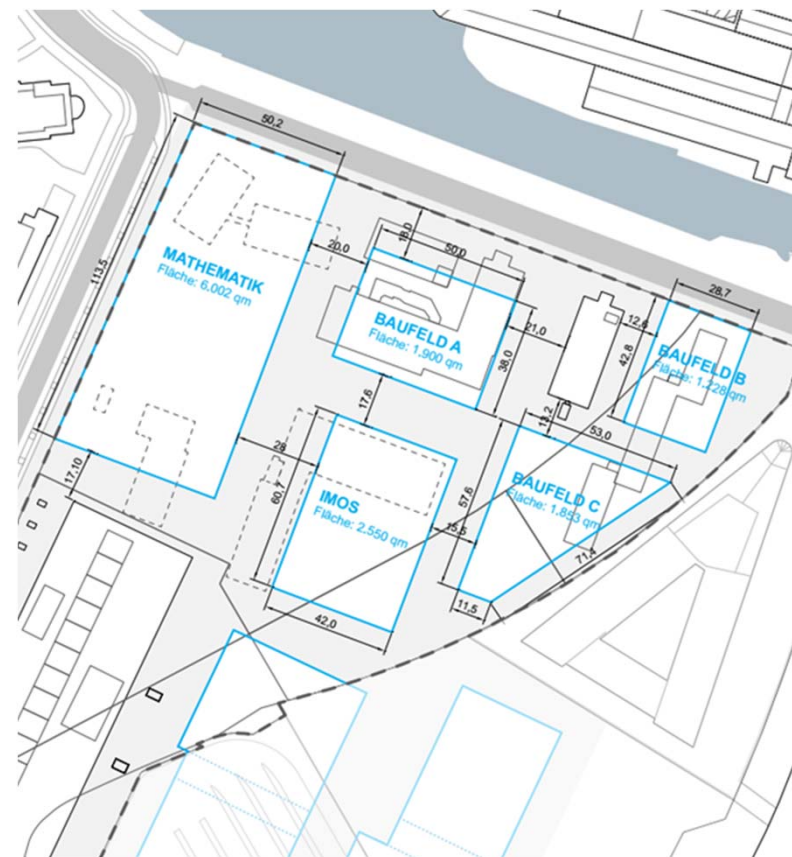 50,2
18,0
50,0
20,0
MATHEMATIK
Fläche: 6.002 qm
113,5
28,7
12,6
42,8
BAUFELD A
Fläche: 1.900 qm
21,0
38,0
BAUFELD B
Fläche: 1.228 qm
17,6
13,2
53,0
28
17,10
60,7
IMOS
Fläche: 2.550 qm
57,6
BAUFELD C
Fläche: 1.853 qm
15,5
71,4
11,5
42,0